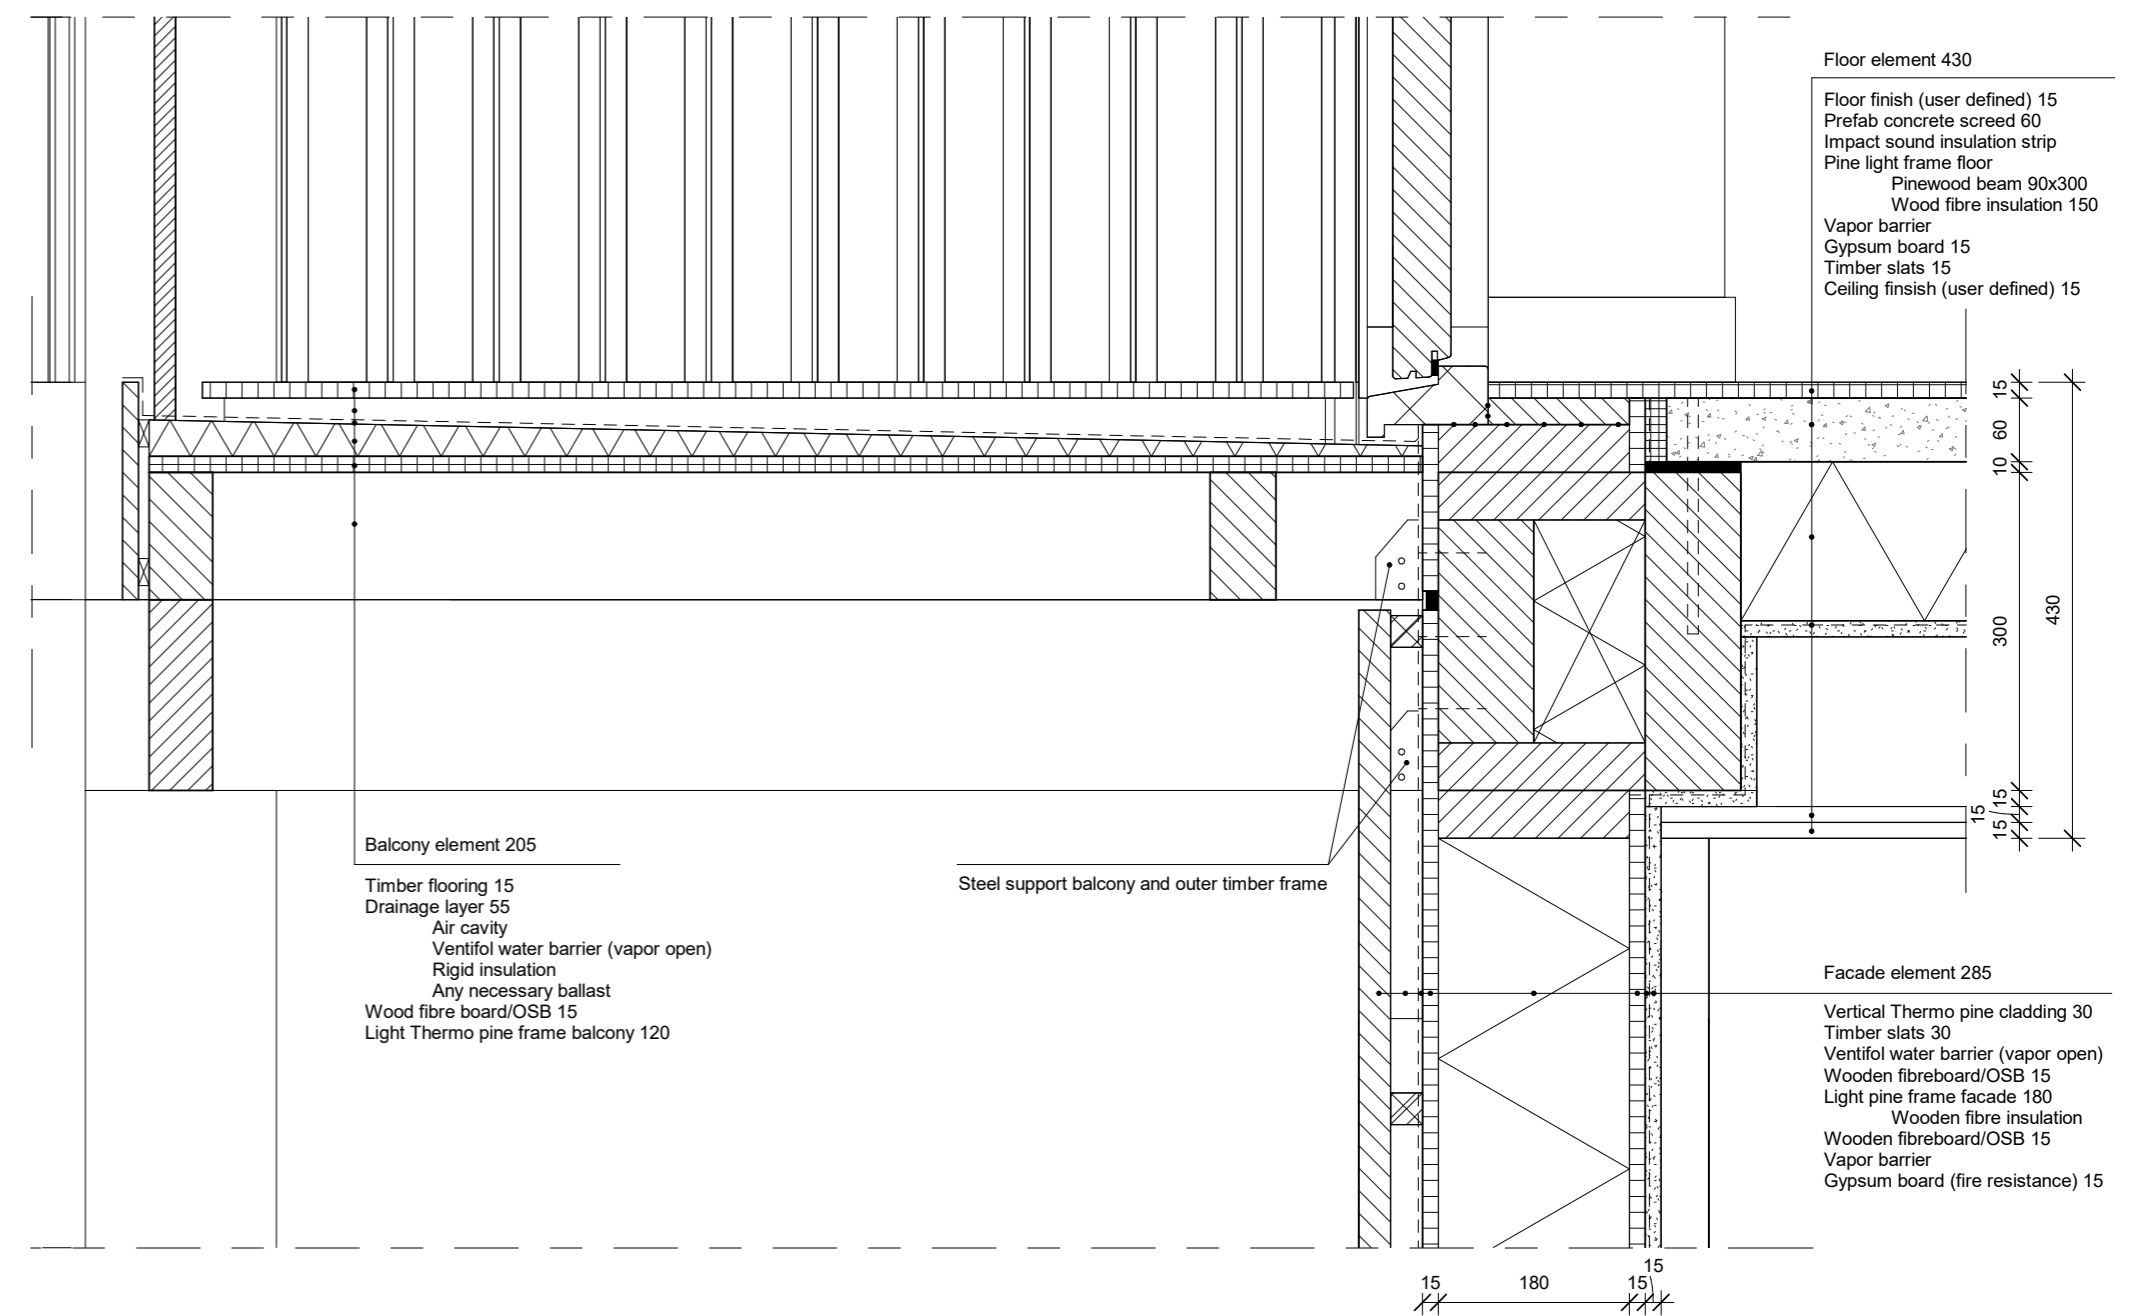 Floor element 430
Floor finish (user defined) 15
Prefab concrete screed 60
Impact sound insulation strip
Pine light frame floor
Pinewood beam 90x300
Wood fibre insulation 150
Vapor barrier
Gypsum board 15
Timber slats 15
Ceiling finsish (user defined) 15
15
60
10
300
430
15
15
15
Balcony element 205
Timber flooring 15
Drainage layer 55
Air cavity
Ventifol water barrier (vapor open)
Rigid insulation
Any necessary ballast
Wood fibre board/OSB 15
Light Thermo pine frame balcony 120
Steel support balcony and outer timber frame
Facade element 285
Vertical Thermo pine cladding 30
Timber slats 30
Ventifol water barrier (vapor open)
Wooden fibreboard/OSB 15
Light pine frame facade 180
Wooden fibre insulation
Wooden fibreboard/OSB 15
Vapor barrier
Gypsum board (fire resistance) 15
15
180
15
15